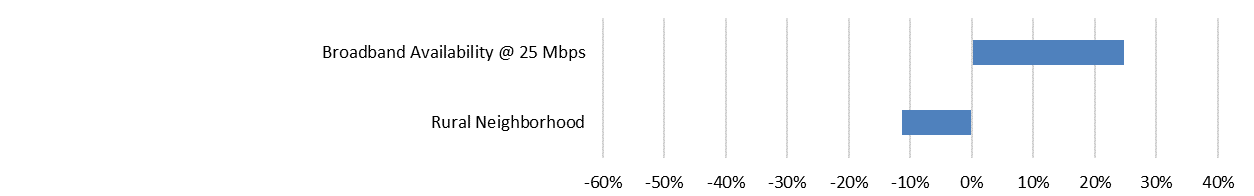 Broadband Availability @ 25 Mbps
Rural Neighborhood
-60% -50% -40% -30% -20% -10% 0% 10% 20% 30% 40%